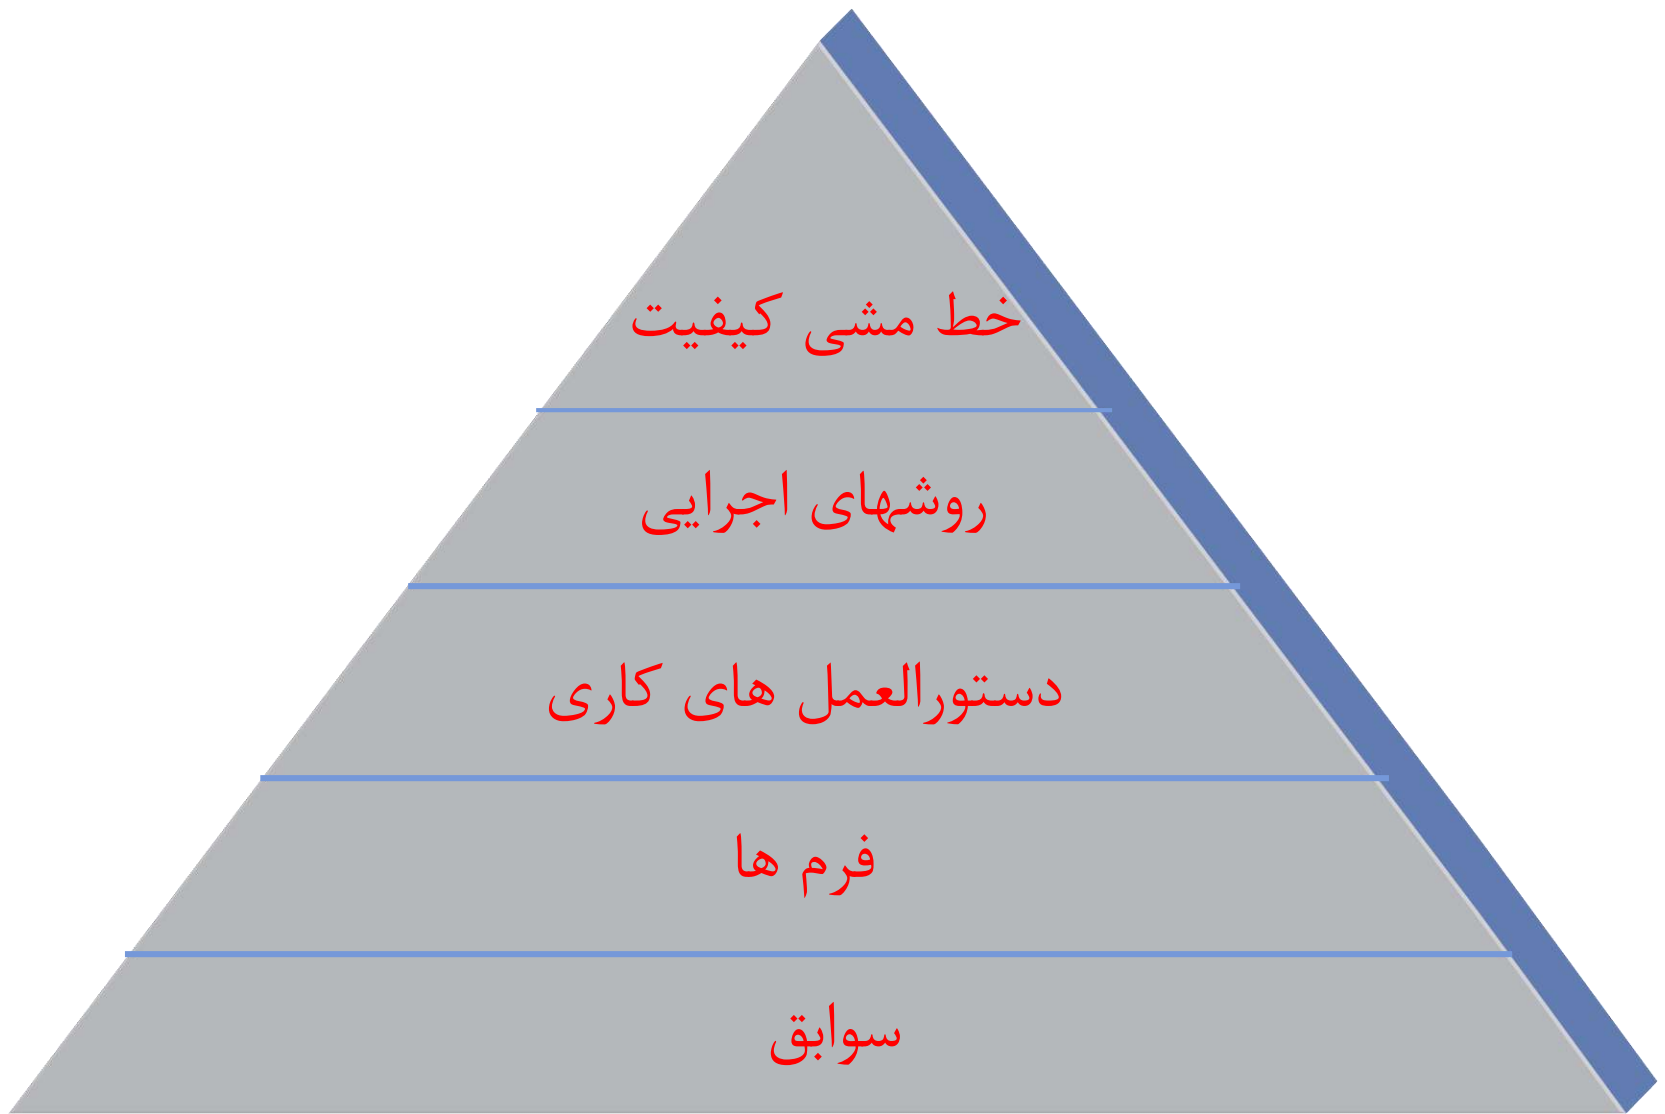 خط مشی کیفیت
روشهای اجرایی
دستورالعمل های کاری
فرم ها
سوابق